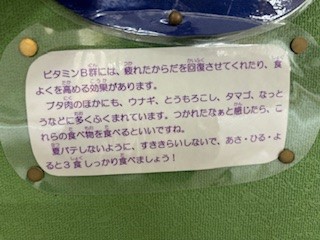 ビタミンB群には、疲れたからだを回復させてくれたり、食
よくを高める効果があります。
ブタ肉のほかにも、ウナギ、とうもろこし、タマゴ、なっと
うなどに多くふくまれています。つかれたなぁと感じたら、こ
れらの食べ物を食べるといいですね。
夏バテしないように、すききらいしないで、あさ・ひる・よ
ると3食しっかり食べましょう！